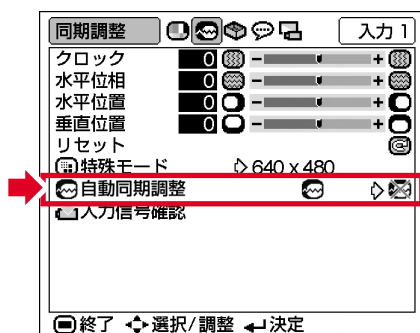 同期調整 入力 1
クロック 0 - +
水平位相 0 - +
水平位置 0 - +
垂直位置 0 - +
リセット
特殊モード 640 x 480
自動同期調整
入力信号確認
終了 選択/調整 決定